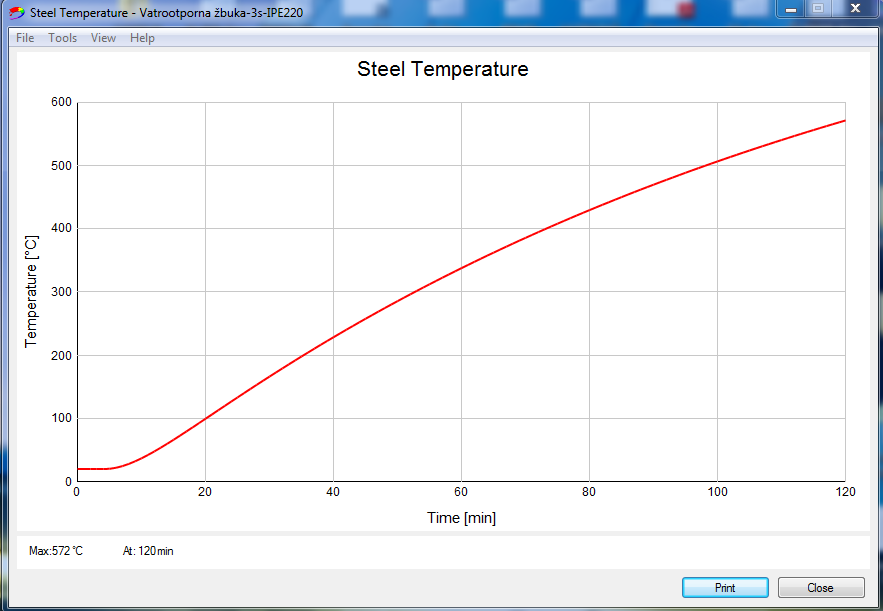 Steel Temperature - Vatrootporna žbuka-3s-IPE220
File Tools View Help
Steel Temperature
600
500
400
300
200
100
0
Temperature [°C]
0 20 40 60 80 100 120
Time [min]
Max:572 °C At: 120min
Print Close